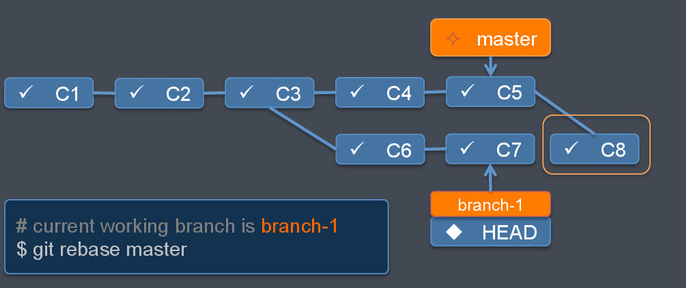 master
C1
C2
C3
C4
C5
C6
C7
C8
branch-1
HEAD
# current working branch is branch-1
$ git rebase master